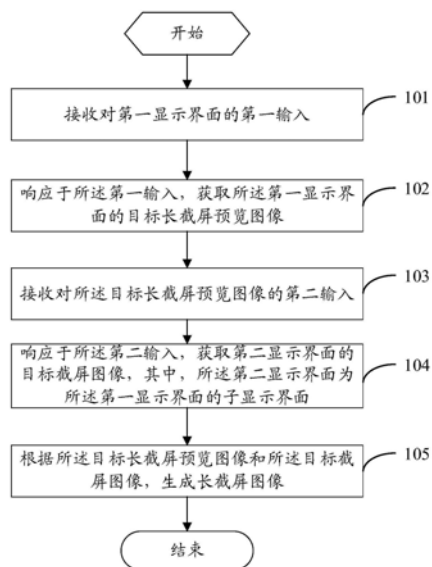 开始
接收对第一显示界面的第一输入
101
响应于所述第一输入，获取所述第一显示界
面的目标长截屏预览图像
102
接收对所述目标长截屏预览图像的第二输入
103
响应于所述第二输入，获取第二显示界面的
目标截屏图像，其中，所述第二显示界面为
所述第一显示界面的子显示界面
104
根据所述目标长截屏预览图像和所述目标截
屏图像，生成长截屏图像
105
结束